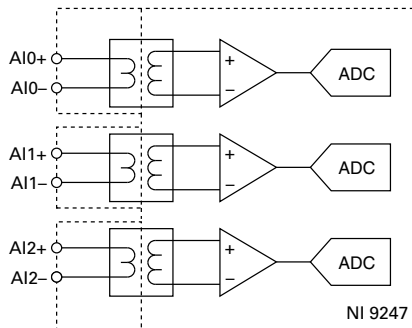 AI0+
AI0–
+
–
ADC
AI1+
AI1–
+
–
ADC
AI2+
AI2–
+
–
ADC
NI 9247